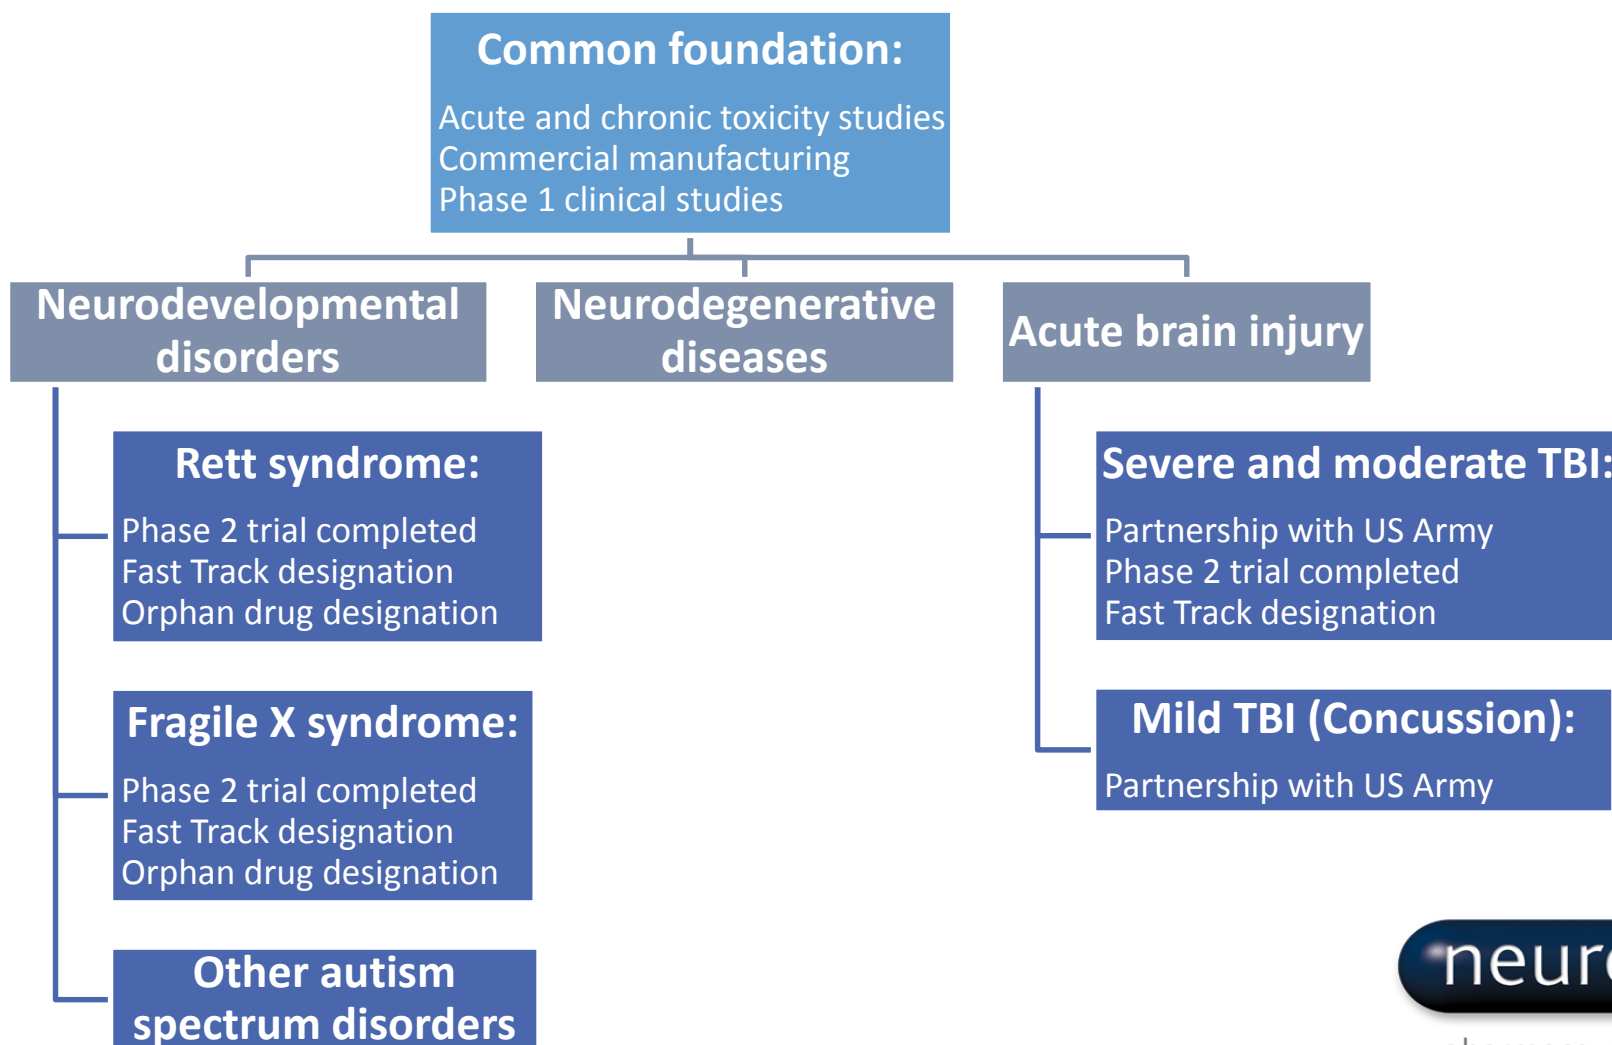 Common foundation:
Acute and chronic toxicity studies
Commercial manufacturing
Phase 1 clinical studies
Neurodevelopmental
disorders
Neurodegenerative
diseases
Acute brain injury
Rett syndrome:
Phase 2 trial completed
Fast Track designation
Orphan drug designation
Fragile X syndrome:
Phase 2 trial completed
Fast Track designation
Orphan drug designation
Other autism
spectrum disorders
Severe and moderate TBI:
Partnership with US Army
Phase 2 trial completed
Fast Track designation
Mild TBI (Concussion):
Partnership with US Army